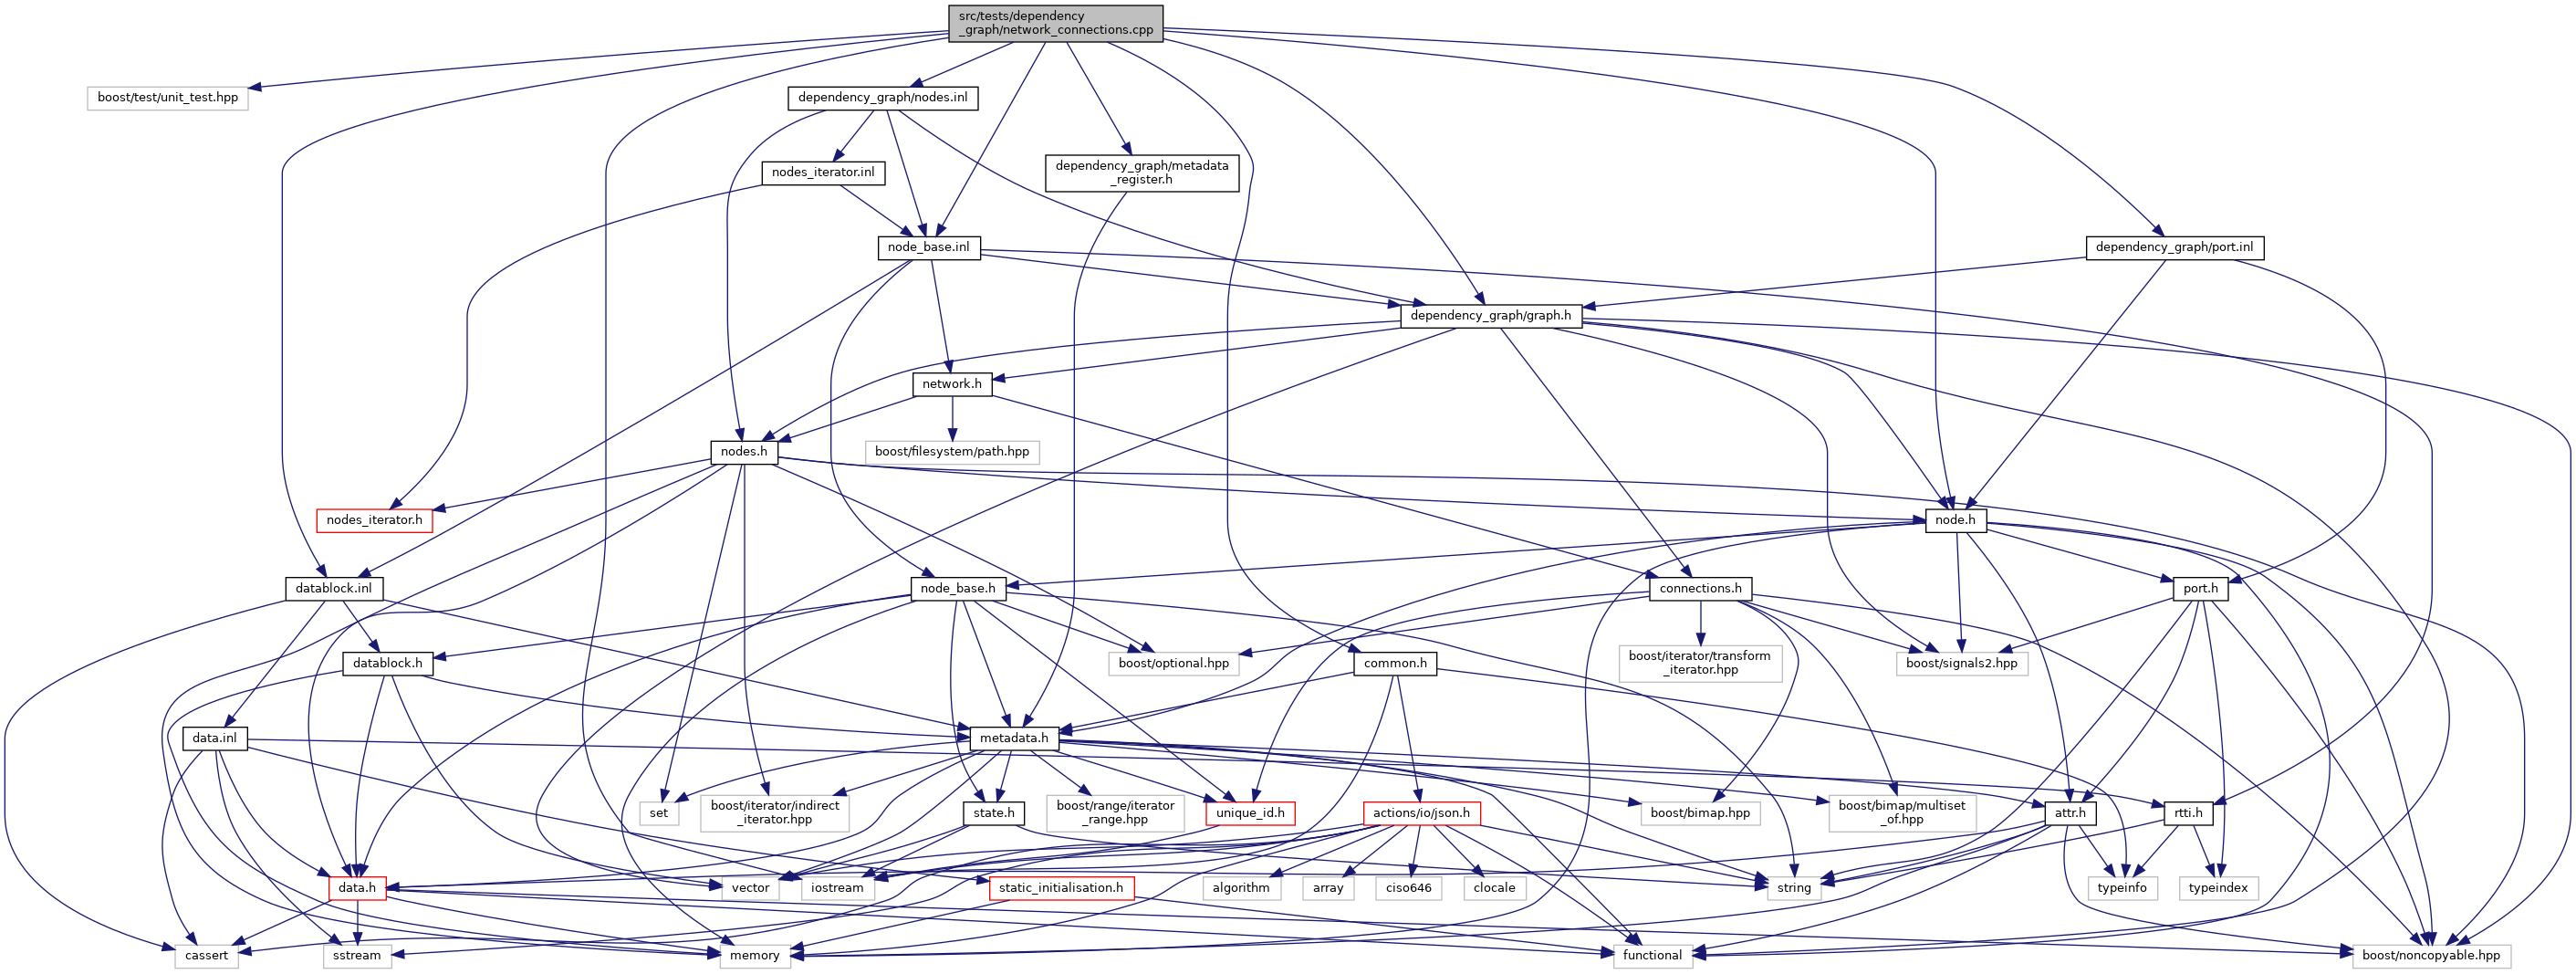 src/tests/dependency
_graph/network_connections.cpp
boost/test/unit_test.hpp
dependency_graph/nodes.inl
nodes_iterator.inl
dependency_graph/metadata
_register.h
node_base.inl
dependency_graph/port.inl
dependency_graph/graph.h
network.h
nodes.h
boost/filesystem/path.hpp
nodes_iterator.h
node.h
datablock.inl
node_base.h
connections.h
port.h
datablock.h
boost/optional.hpp
common.h
boost/iterator/transform
_iterator.hpp
boost/signals2.hpp
data.inl
metadata.h
set
boost/iterator/indirect
_iterator.hpp
state.h
boost/range/iterator
_range.hpp
unique_id.h
actions/io/json.h
boost/bimap.hpp
boost/bimap/multiset
_of.hpp
attr.h
rtti.h
data.h
vector
iostream
static_initialisation.h
algorithm
array
ciso646
clocale
string
typeinfo
typeindex
cassert
sstream
memory
functional
boost/noncopyable.hpp